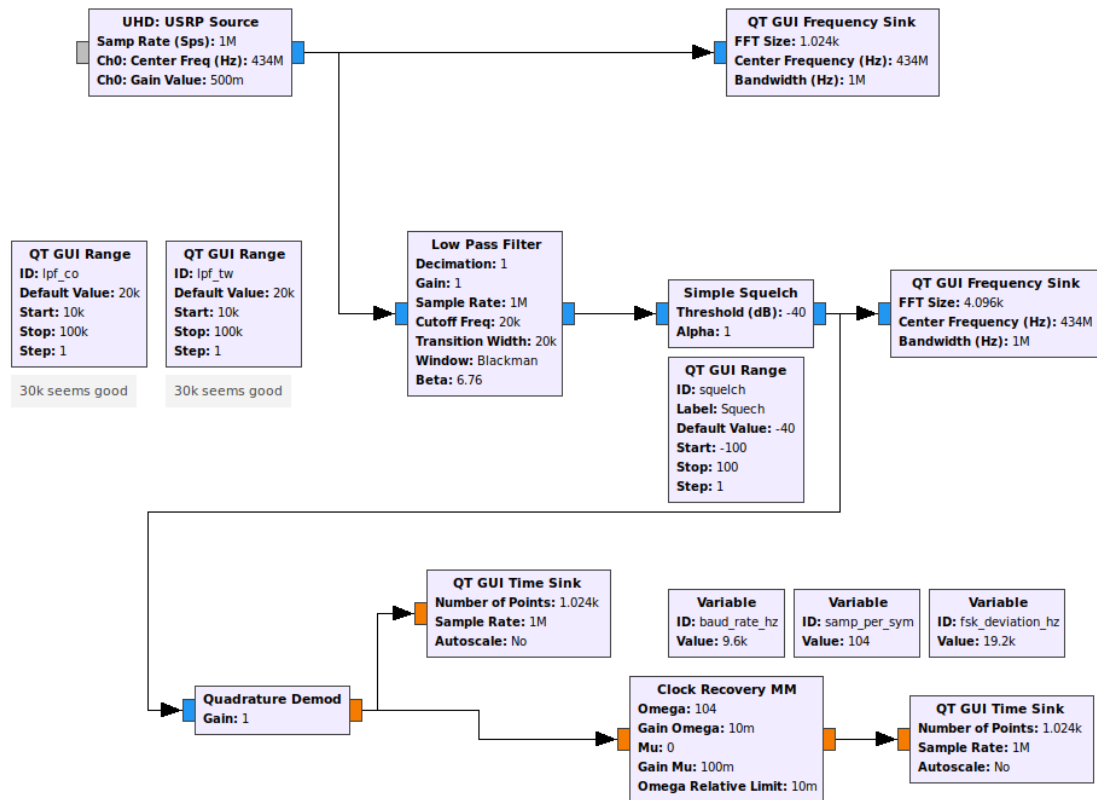 UHD: USRP Source
Samp Rate (Sps): 1M
Ch0: Center Freq (Hz): 434M
Ch0: Gain Value: 500m
QT GUI Frequency Sink
FFT Size: 1.024k
Center Frequency (Hz): 434M
Bandwidth (Hz): 1M
QT GUI Range
ID: lpf_co
Default Value: 20k
Start: 10k
Stop: 100k
Step: 1
30k seems good
QT GUI Range
ID: lpf_tw
Default Value: 20k
Start: 10k
Stop: 100k
Step: 1
30k seems good
Low Pass Filter
Decimation: 1
Gain: 1
Sample Rate: 1M
Cutoff Freq: 20k
Transition Width: 20k
Window: Blackman
Beta: 6.76
Simple Squelch
Threshold (dB): -40
Alpha: 1
QT GUI Range
ID: squelch
Label: Squech
Default Value: -40
Start: -100
Stop: 100
Step: 1
QT GUI Frequency Sink
FFT Size: 4.096k
Center Frequency (Hz): 434M
Bandwidth (Hz): 1M
QT GUI Time Sink
Number of Points: 1.024k
Sample Rate: 1M
Autoscale: No
Variable
ID: baud_rate_hz
Value: 9.6k
Variable
ID: samp_per_sym
Value: 104
Variable
ID: fsk_deviation_hz
Value: 19.2k
Quadrature Demod
Gain: 1
Clock Recovery MM
Omega: 104
Gain Omega: 10m
Mu: 0
Gain Mu: 100m
Omega Relative Limit: 10m
QT GUI Time Sink
Number of Points: 1.024k
Sample Rate: 1M
Autoscale: No